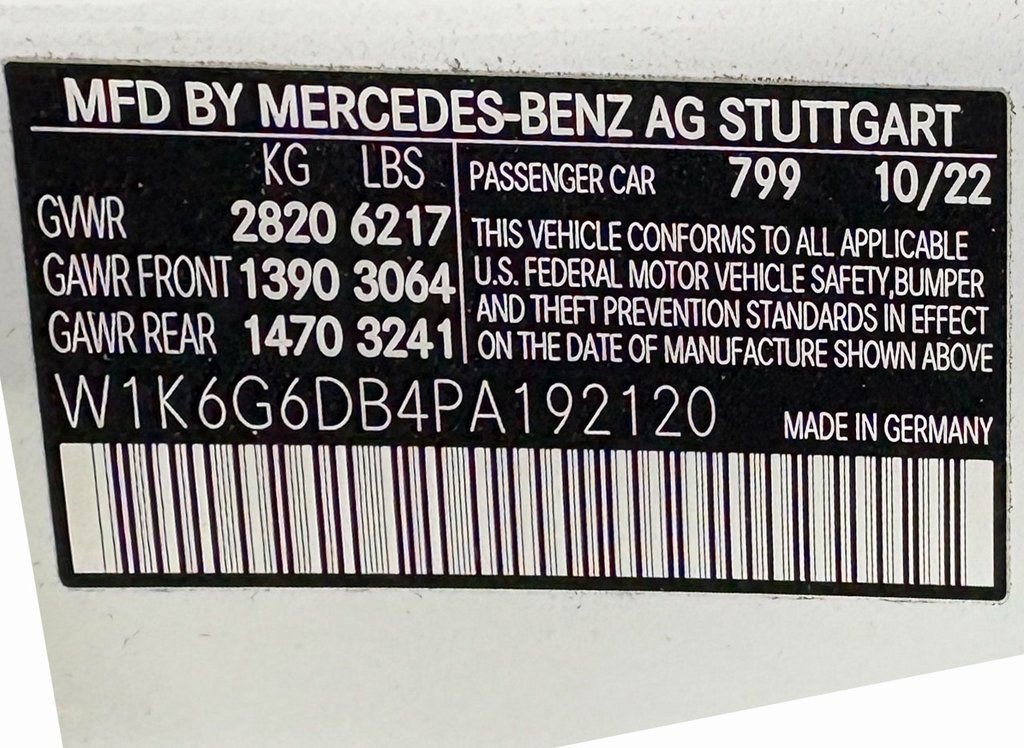 MFD BY MERCEDES-BENZ AG STUTTGART
KG LBS
GVWR 2820 6217
GAWR FRONT 1390 3064
GAWR REAR 1470 3241
PASSENGER CAR 799 10/22
THIS VEHICLE CONFORMS TO ALL APPLICABLE
U.S. FEDERAL MOTOR VEHICLE SAFETY,BUMPER
AND THEFT PREVENTION STANDARDS IN EFFECT
ON THE DATE OF MANUFACTURE SHOWN ABOVE
W1K6G6DB4PA192120
MADE IN GERMANY